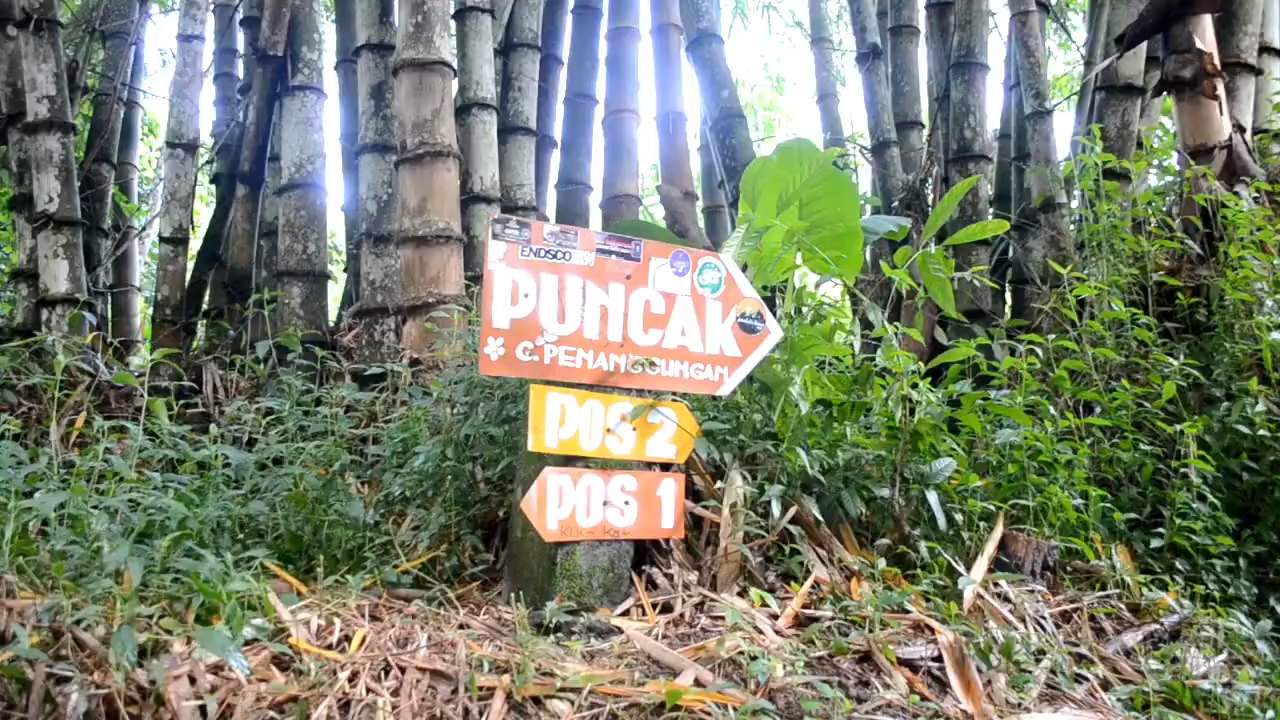 ENDSCO
PUNCAK
G. PENANGGUNGAN
POS 2
POS 1